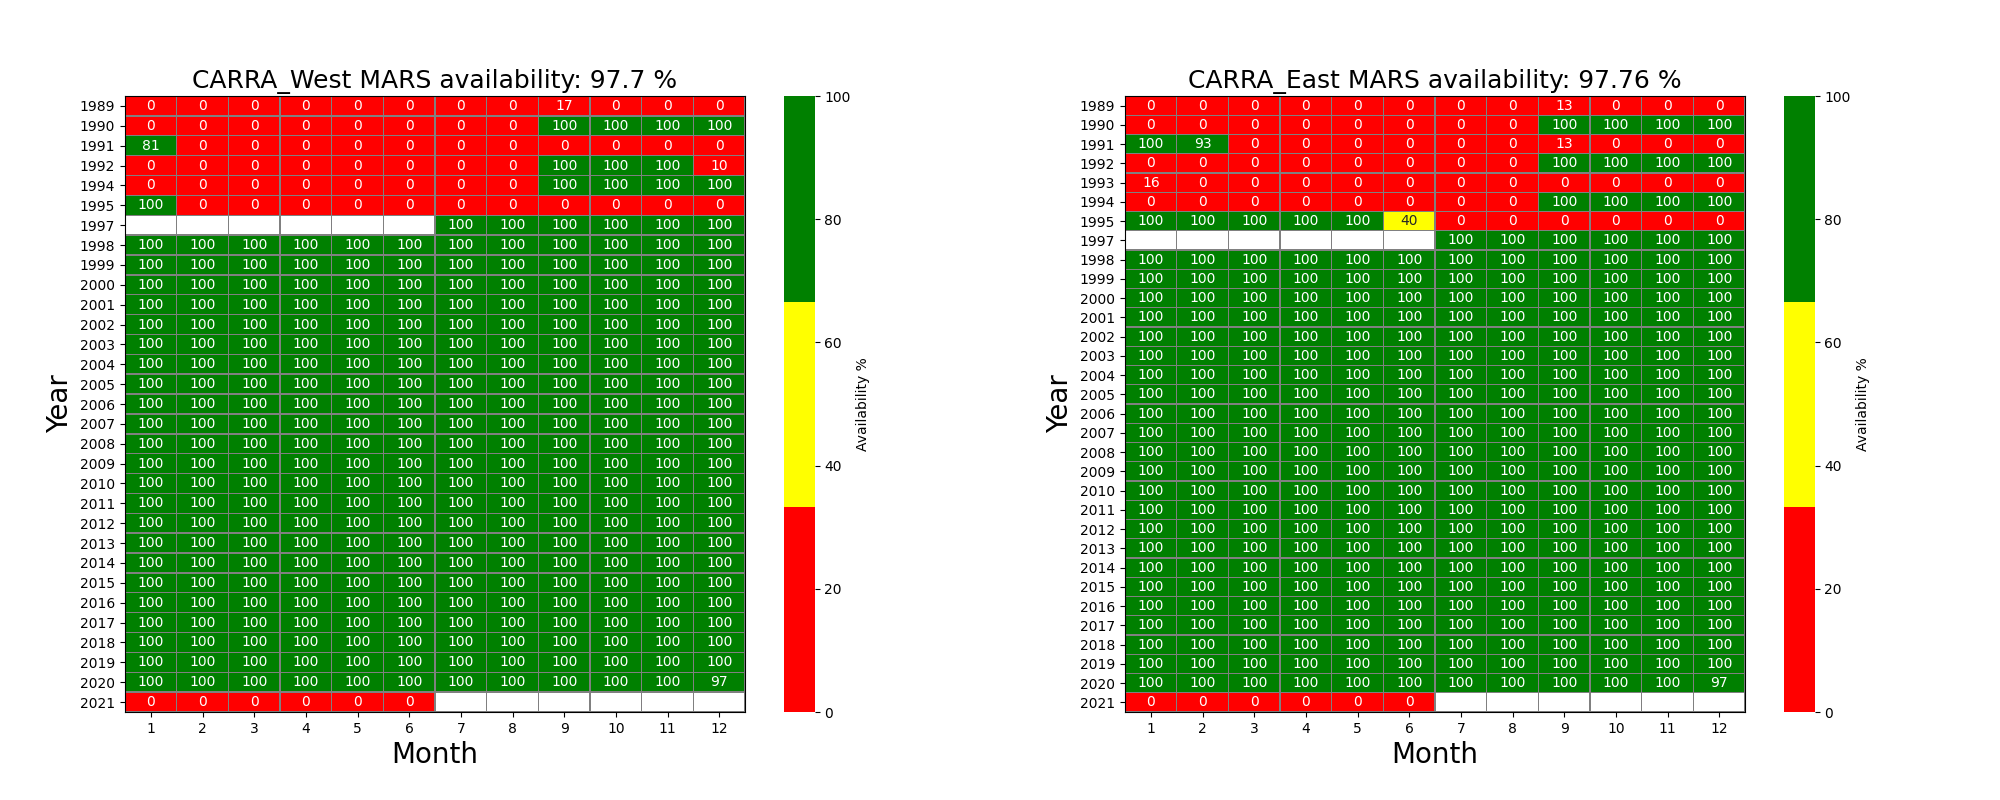 CARRA_West MARS availability: 97.7 %
1989 0 0 0 0 0 0 0 0 17 0 0 0
1990 0 0 0 0 0 0 0 0 100 100 100 100
1991 81 0 0 0 0 0 0 0 0 0 0 0
1992 0 0 0 0 0 0 0 0 100 100 100 10
1994 0 0 0 0 0 0 0 0 100 100 100 100
1995 100 0 0 0 0 0 0 0 0 0 0 0
1997 100 100 100 100 100 100
1998 100 100 100 100 100 100 100 100 100 100 100 100
1999 100 100 100 100 100 100 100 100 100 100 100 100
2000 100 100 100 100 100 100 100 100 100 100 100 100
2001 100 100 100 100 100 100 100 100 100 100 100 100
2002 100 100 100 100 100 100 100 100 100 100 100 100
2003 100 100 100 100 100 100 100 100 100 100 100 100
2004 100 100 100 100 100 100 100 100 100 100 100 100
2005 100 100 100 100 100 100 100 100 100 100 100 100
2006 100 100 100 100 100 100 100 100 100 100 100 100
2007 100 100 100 100 100 100 100 100 100 100 100 100
2008 100 100 100 100 100 100 100 100 100 100 100 100
2009 100 100 100 100 100 100 100 100 100 100 100 100
2010 100 100 100 100 100 100 100 100 100 100 100 100
2011 100 100 100 100 100 100 100 100 100 100 100 100
2012 100 100 100 100 100 100 100 100 100 100 100 100
2013 100 100 100 100 100 100 100 100 100 100 100 100
2014 100 100 100 100 100 100 100 100 100 100 100 100
2015 100 100 100 100 100 100 100 100 100 100 100 100
2016 100 100 100 100 100 100 100 100 100 100 100 100
2017 100 100 100 100 100 100 100 100 100 100 100 100
2018 100 100 100 100 100 100 100 100 100 100 100 100
2019 100 100 100 100 100 100 100 100 100 100 100 100
2020 100 100 100 100 100 100 100 100 100 100 100 97
2021 0 0 0 0 0 0
1 2 3 4 5 6 7 8 9 10 11 12
Month
Year
100
80
60
40
20
0
Availability %
CARRA_East MARS availability: 97.76 %
1989 0 0 0 0 0 0 0 0 13 0 0 0
1990 0 0 0 0 0 0 0 0 100 100 100 100
1991 100 93 0 0 0 0 0 0 13 0 0 0
1992 0 0 0 0 0 0 0 0 100 100 100 100
1993 16 0 0 0 0 0 0 0 0 0 0 0
1994 0 0 0 0 0 0 0 0 100 100 100 100
1995 100 100 100 100 100 40 0 0 0 0 0 0
1997 100 100 100 100 100 100
1998 100 100 100 100 100 100 100 100 100 100 100 100
1999 100 100 100 100 100 100 100 100 100 100 100 100
2000 100 100 100 100 100 100 100 100 100 100 100 100
2001 100 100 100 100 100 100 100 100 100 100 100 100
2002 100 100 100 100 100 100 100 100 100 100 100 100
2003 100 100 100 100 100 100 100 100 100 100 100 100
2004 100 100 100 100 100 100 100 100 100 100 100 100
2005 100 100 100 100 100 100 100 100 100 100 100 100
2006 100 100 100 100 100 100 100 100 100 100 100 100
2007 100 100 100 100 100 100 100 100 100 100 100 100
2008 100 100 100 100 100 100 100 100 100 100 100 100
2009 100 100 100 100 100 100 100 100 100 100 100 100
2010 100 100 100 100 100 100 100 100 100 100 100 100
2011 100 100 100 100 100 100 100 100 100 100 100 100
2012 100 100 100 100 100 100 100 100 100 100 100 100
2013 100 100 100 100 100 100 100 100 100 100 100 100
2014 100 100 100 100 100 100 100 100 100 100 100 100
2015 100 100 100 100 100 100 100 100 100 100 100 100
2016 100 100 100 100 100 100 100 100 100 100 100 100
2017 100 100 100 100 100 100 100 100 100 100 100 100
2018 100 100 100 100 100 100 100 100 100 100 100 100
2019 100 100 100 100 100 100 100 100 100 100 100 100
2020 100 100 100 100 100 100 100 100 100 100 100 97
2021 0 0 0 0 0 0
1 2 3 4 5 6 7 8 9 10 11 12
Month
Year
100
80
60
40
20
0
Availability %